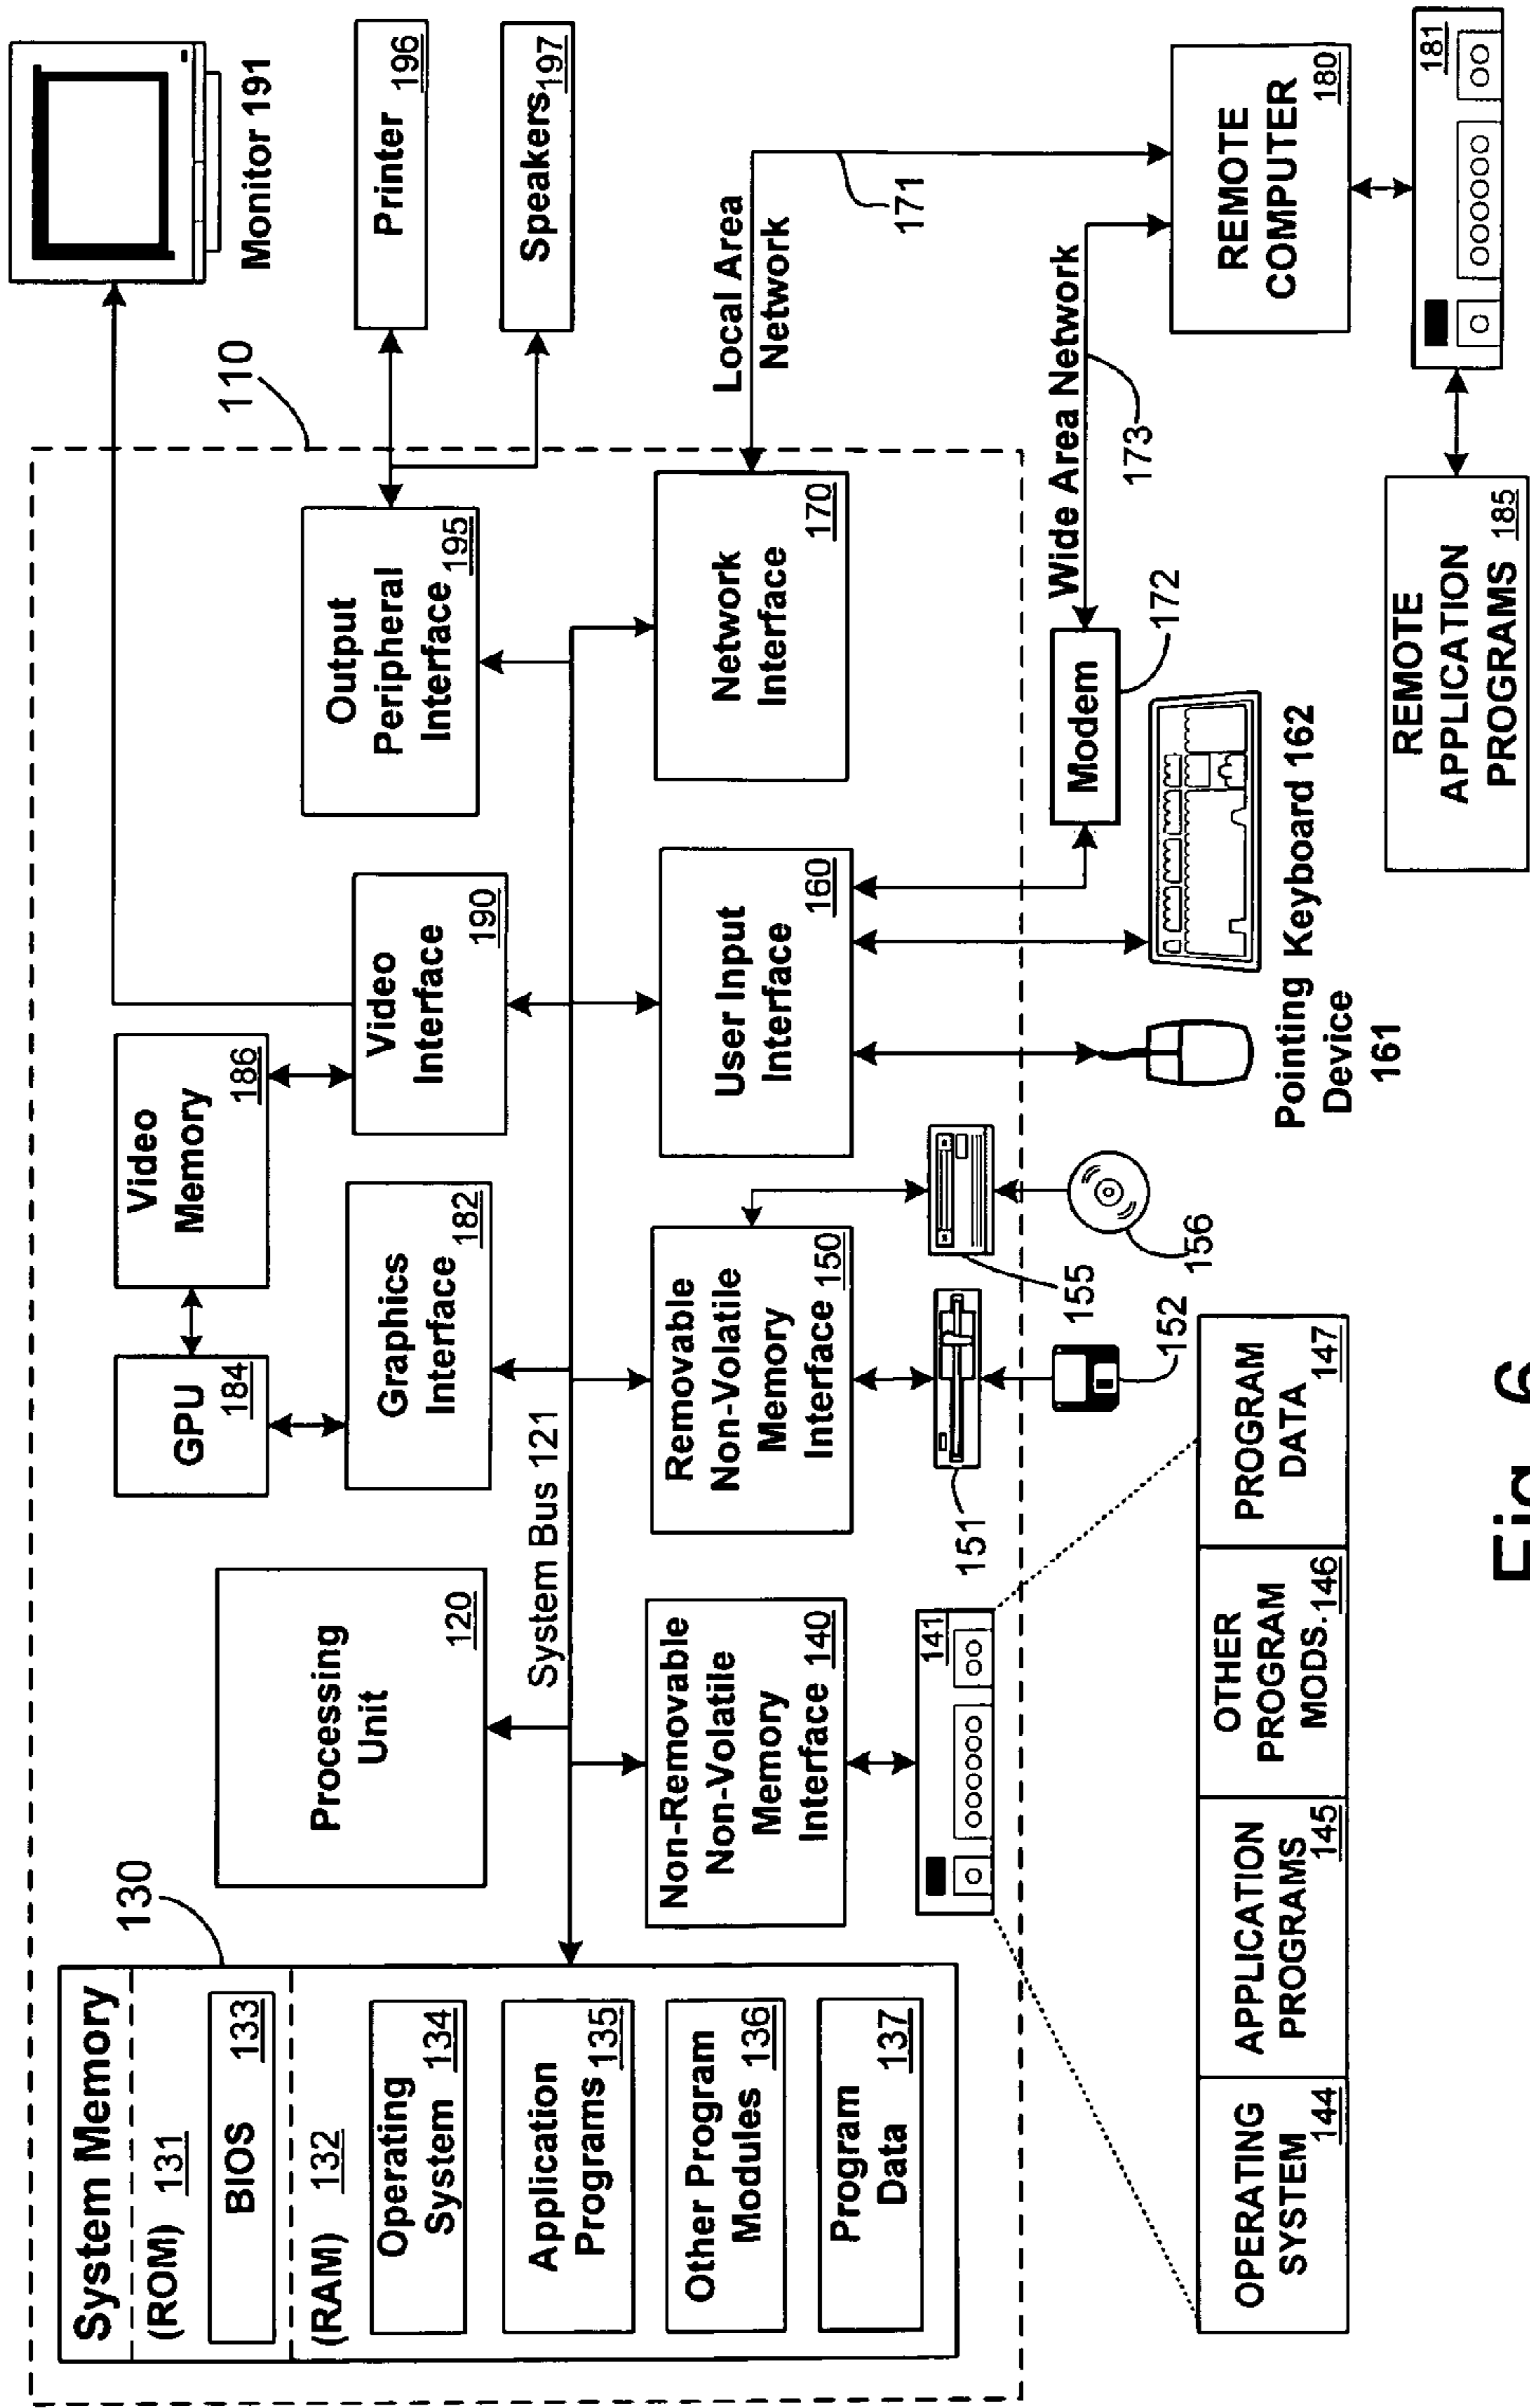 System Memory
(ROM) 131
BIOS 133
(RAM) 132
Operating
System 134
Application
Programs 135
Other Program
Modules 136
Program
Data 137
130
Processing
Unit
120
GPU
184
Video
Memory
186
Graphics
Interface
182
Video
Interface
190
Output
Peripheral
Interface 195
110
Monitor 191
Printer
196
Speakers 197
System Bus 121
Non-Removable
Non-Volatile
Memory
Interface 140
Removable
Non-Volatile
Memory
Interface 150
User Input
Interface
160
Network
Interface
170
Local Area
Network
171
141
151
152
155
156
Pointing
Device
161
Keyboard 162
Modem
172
Wide Area Network
173
REMOTE
COMPUTER
180
181
REMOTE
APPLICATION
PROGRAMS 185
OPERATING
SYSTEM
144
APPLICATION
PROGRAMS
145
OTHER
PROGRAM
MODS. 146
PROGRAM
DATA
147
Fig. 6